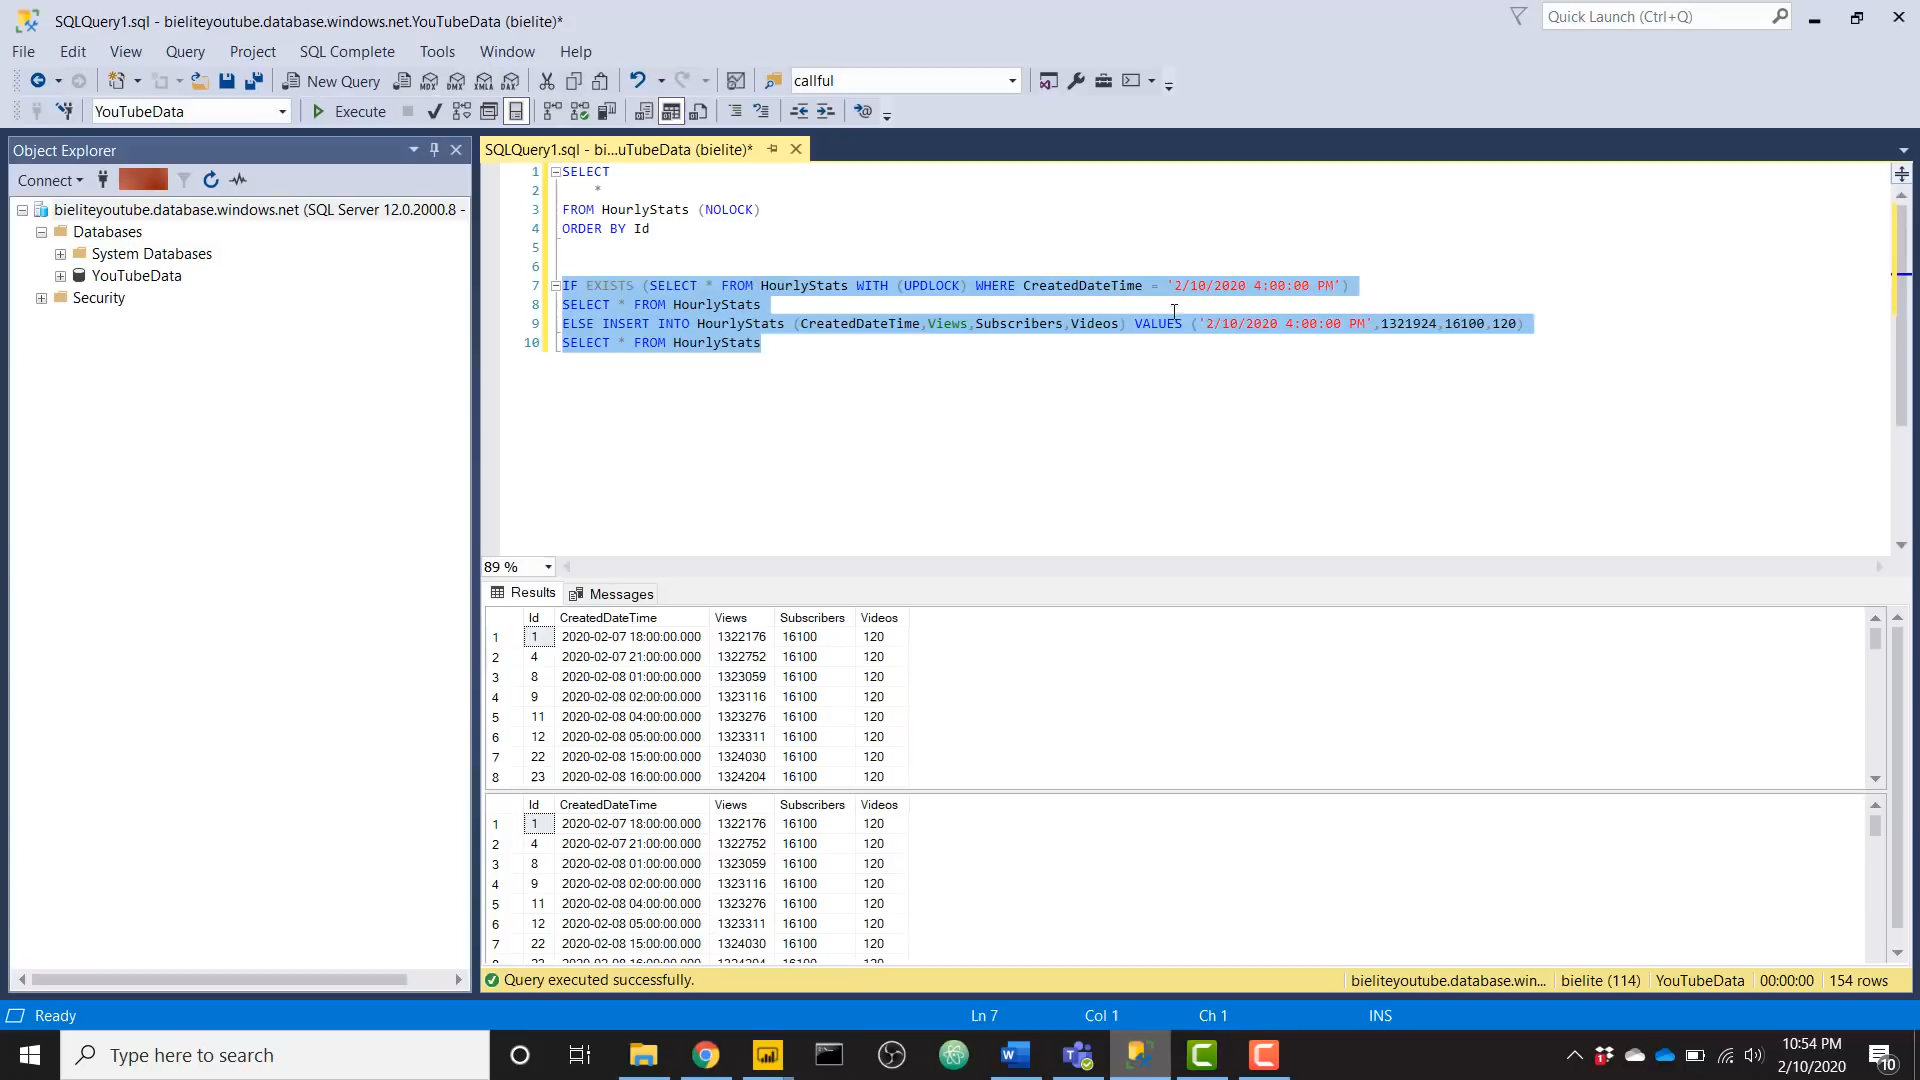 SQLQuery1.sql - bieliteyoutube.database.windows.net.YouTubeData (bielite)*
Quick Launch (Ctrl+Q)
File Edit View Query Project SQL Complete Tools Window Help
New Query MDX DMX XMLA DAX callful
YouTubeData Execute
Object Explorer
Connect
bieliteyoutube.database.windows.net (SQL Server 12.0.2000.8 -
Databases
System Databases
YouTubeData
Security
SQLQuery1.sql - bi...uTubeData (bielite)*
1 SELECT
2 *
3 FROM HourlyStats (NOLOCK)
4 ORDER BY Id
5
6
7 IF EXISTS (SELECT * FROM HourlyStats WITH (UPDLOCK) WHERE CreatedDateTime = '2/10/2020 4:00:00 PM')
8 SELECT * FROM HourlyStats
9 ELSE INSERT INTO HourlyStats (CreatedDateTime,Views,Subscribers,Videos) VALUES ('2/10/2020 4:00:00 PM',1321924,16100,120)
10 SELECT * FROM HourlyStats
89 %
Results Messages
Id CreatedDateTime Views Subscribers Videos
1 1 2020-02-07 18:00:00.000 1322176 16100 120
2 4 2020-02-07 21:00:00.000 1322752 16100 120
3 8 2020-02-08 01:00:00.000 1323059 16100 120
4 9 2020-02-08 02:00:00.000 1323116 16100 120
5 11 2020-02-08 04:00:00.000 1323276 16100 120
6 12 2020-02-08 05:00:00.000 1323311 16100 120
7 22 2020-02-08 15:00:00.000 1324030 16100 120
8 23 2020-02-08 16:00:00.000 1324204 16100 120
Id CreatedDateTime Views Subscribers Videos
1 1 2020-02-07 18:00:00.000 1322176 16100 120
2 4 2020-02-07 21:00:00.000 1322752 16100 120
3 8 2020-02-08 01:00:00.000 1323059 16100 120
4 9 2020-02-08 02:00:00.000 1323116 16100 120
5 11 2020-02-08 04:00:00.000 1323276 16100 120
6 12 2020-02-08 05:00:00.000 1323311 16100 120
7 22 2020-02-08 15:00:00.000 1324030 16100 120
Query executed successfully. bieliteyoutube.database.win... bielite (114) YouTubeData 00:00:00 154 rows
Ready Ln 7 Col 1 Ch 1 INS
Type here to search
10:54 PM
2/10/2020
10